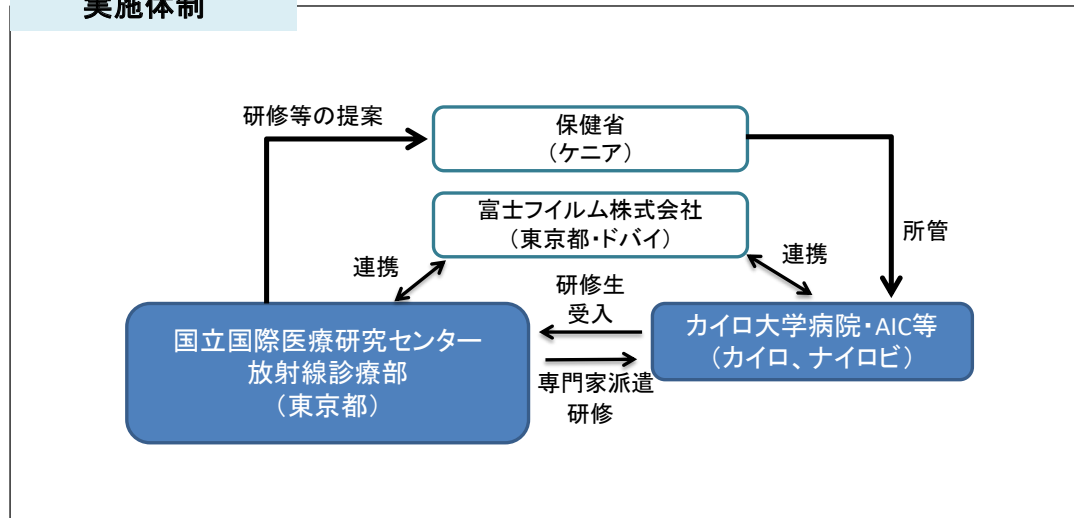 実施体制
研修等の提案
保健省
（ケニア）
富士フイルム株式会社
（東京都・ドバイ）
所管
連携
連携
研修生
受入
国立国際医療研究センター
放射線診療部
（東京都）
カイロ大学病院・AIC等
（カイロ、ナイロビ）
専門家派遣
研修